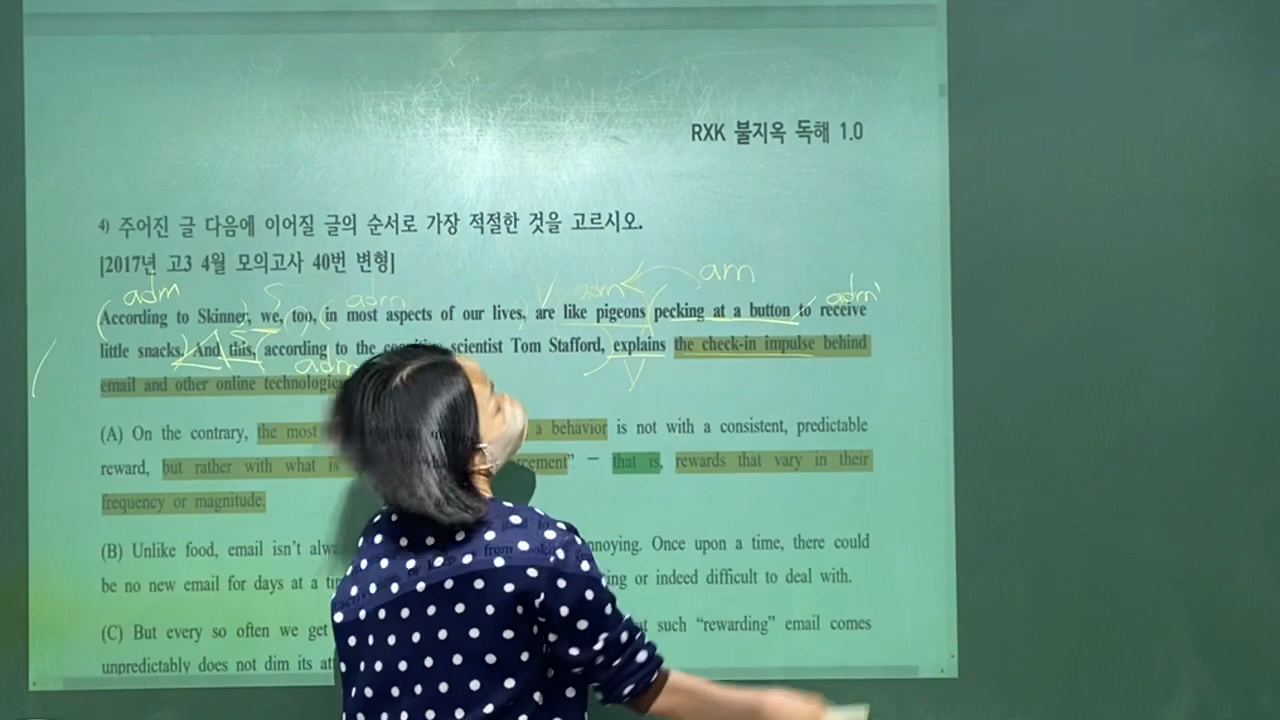 RXK 불지옥 독해 1.0
4) 주어진 글 다음에 이어질 글의 순서로 가장 적절한 것을 고르시오.
[2017년 고3 4월 모의고사 40번 변형]
adm S adm V adm am adm
According to Skinner, we, too, in most aspects of our lives, are like pigeons pecking at a button to receive
little snacks. And this, according to the scientist Tom Stafford, explains the check-in impulse behind
S adm V
email and other online technologies
(A) On the contrary, the most a behavior is not with a consistent, predictable
reward, but rather with what is " — that is, rewards that vary in their
frequency or magnitude.
(B) Unlike food, email isn't Once upon a time, there could
be no new email for days at a or indeed difficult to deal with.
(C) But every so often we get such "rewarding" email comes
unpredictably does not dim its